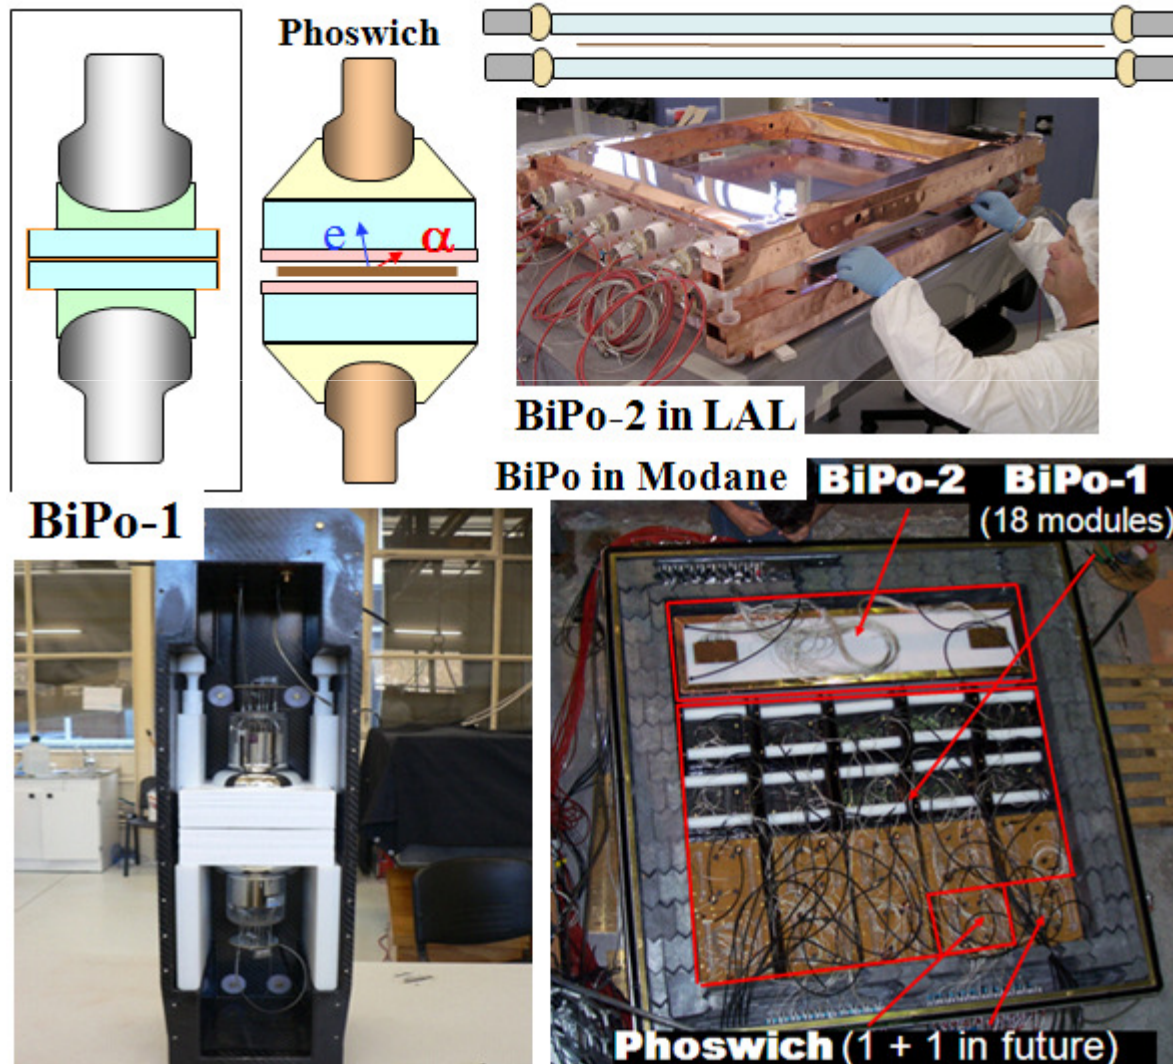 Phoswich
e
α
BiPo-2 in LAL
BiPo in Modane
BiPo-2 BiPo-1
(18 modules)
BiPo-1
Phoswich (1 + 1 in future)